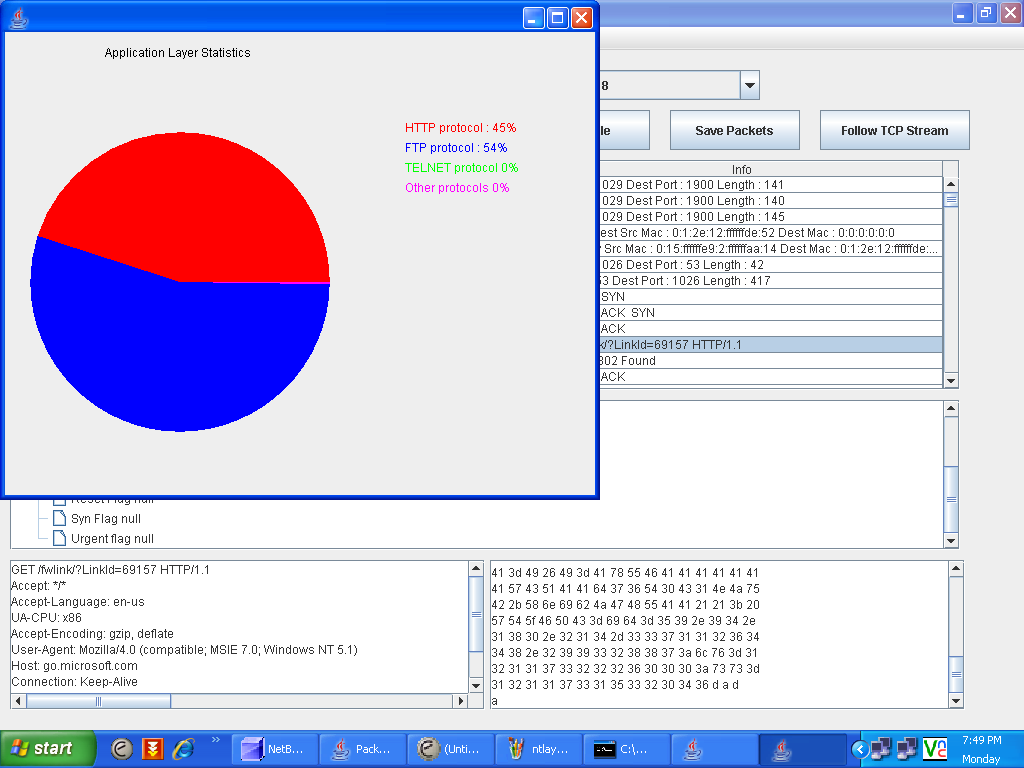 Application Layer Statistics
HTTP protocol : 45%
FTP protocol : 54%
TELNET protocol 0%
Other protocols 0%
8
le
Save Packets
Follow TCP Stream
Info
029 Dest Port : 1900 Length : 141
029 Dest Port : 1900 Length : 140
029 Dest Port : 1900 Length : 145
est Src Mac : 0:1:2e:12:ffffffde:52 Dest Mac : 0:0:0:0:0:0
Src Mac : 0:15:ffffffe9:2:ffffffaa:14 Dest Mac : 0:1:2e:12:ffffffde:...
026 Dest Port : 53 Length : 42
53 Dest Port : 1026 Length : 417
SYN
ACK SYN
ACK
k/?LinkId=69157 HTTP/1.1
302 Found
ACK
Reset Flag null
Syn Flag null
Urgent flag null
GET /fwlink/?LinkId=69157 HTTP/1.1
Accept: */*
Accept-Language: en-us
UA-CPU: x86
Accept-Encoding: gzip, deflate
User-Agent: Mozilla/4.0 (compatible; MSIE 7.0; Windows NT 5.1)
Host: go.microsoft.com
Connection: Keep-Alive
41 3d 49 26 49 3d 41 78 55 46 41 41 41 41 41 41
41 57 43 51 41 41 64 37 36 54 30 43 31 4e 4a 75
42 2b 58 6e 69 62 4a 47 48 55 41 41 21 21 3b 20
57 54 5f 46 50 43 3d 69 64 3d 35 39 2e 39 34 2e
31 38 30 2e 32 31 34 2d 33 33 37 31 31 32 36 34
34 38 2e 32 39 39 33 32 38 38 37 3a 6c 76 3d 31
32 31 31 37 33 32 32 32 36 30 30 30 3a 73 73 3d
31 32 31 31 37 33 31 35 33 32 30 34 36 d a d
a
start
NetB...
Pack...
(Unti...
ntlay...
C:\...
7:49 PM
Monday